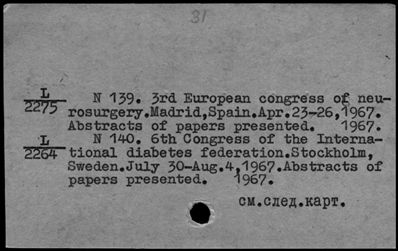 31
L
2275
N 139. 3rd European congress of neu-
rosurgery.Madrid,Spain.Apr.23-26,1967.
Abstracts of papers presented. 1967.
L
2264
N 140. 6th Congress of the Interna-
tional diabetes federation.Stockholm,
Sweden.July 30-Aug.4,1967.Abstracts of
papers presented. 1967.
см.след.карт.